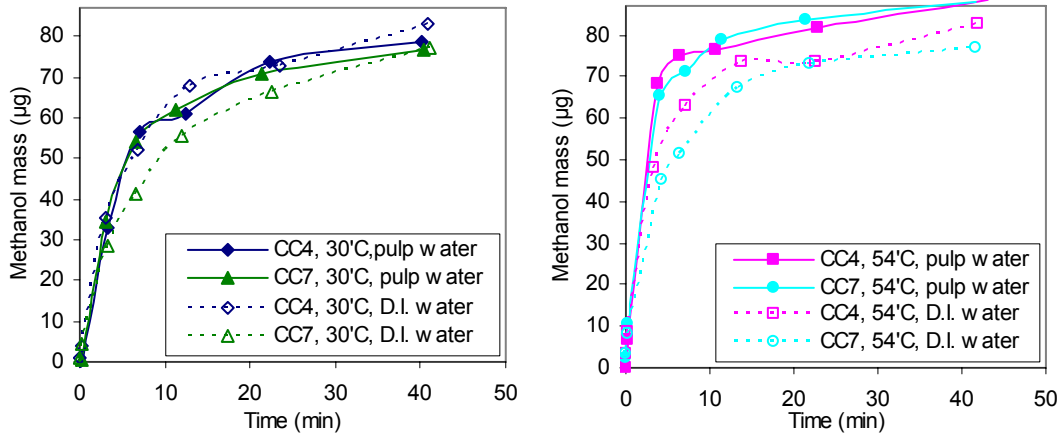 Methanol mass (µg)
80
70
60
50
40
30
20
10
0
CC4, 30'C,pulp w ater
CC7, 30'C, pulp w ater
CC4, 30'C, D.I. w ater
CC7, 30'C, D.I. w ater
0 10 20 30 40 50
Time (min)
Methanol mass (µg)
80
70
60
50
40
30
20
10
0
CC4, 54'C, pulp w ater
CC7, 54'C, pulp w ater
CC4, 54'C, D.I. w ater
CC7, 54'C, D.I. w ater
0 10 20 30 40 50
Time (min)